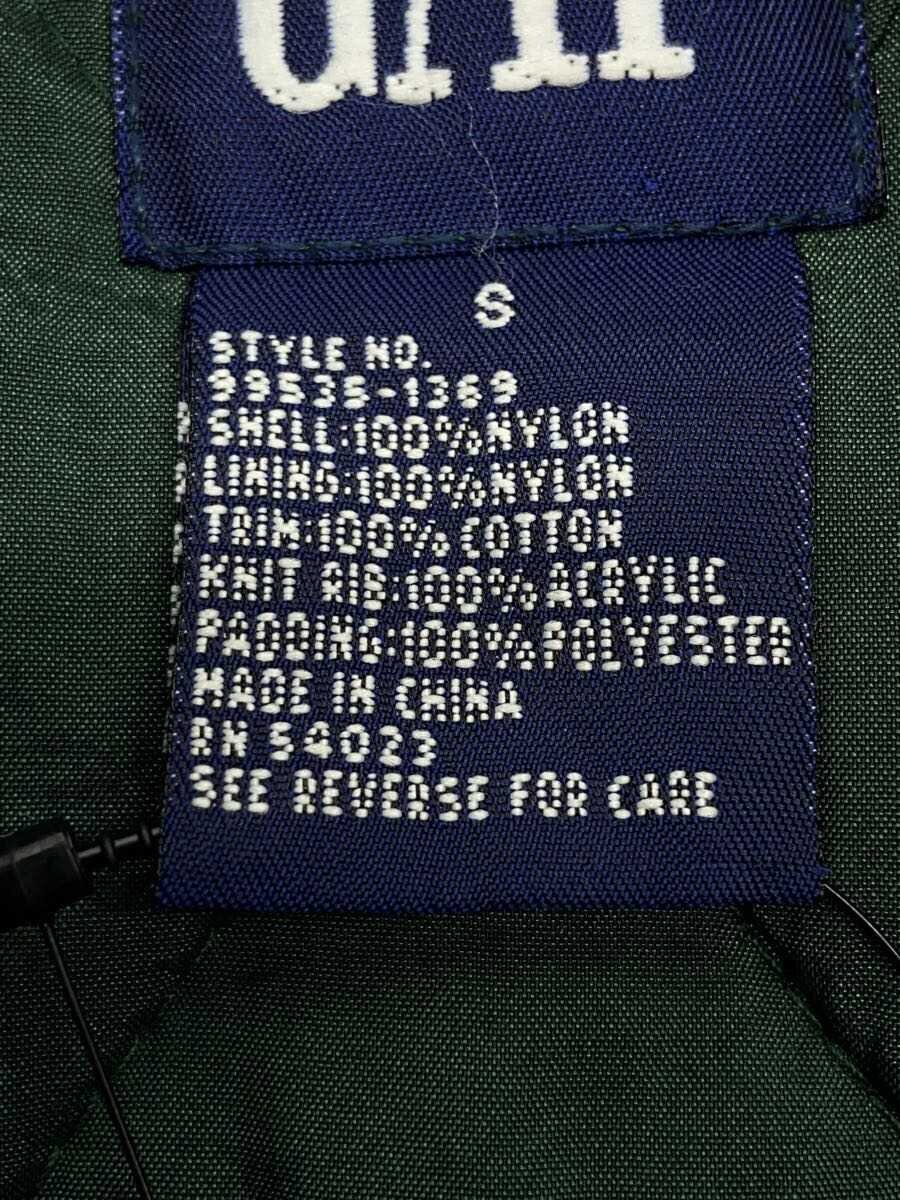 S
STYLE NO.
99535-1369
SHELL:100%NYLON
LINING:100%NYLON
TRIM:100% COTTON
KNIT RIB:100% ACRYLIC
PADDING:100%POLYESTER
MADE IN CHINA
RN 54023
SEE REVERSE FOR CARE